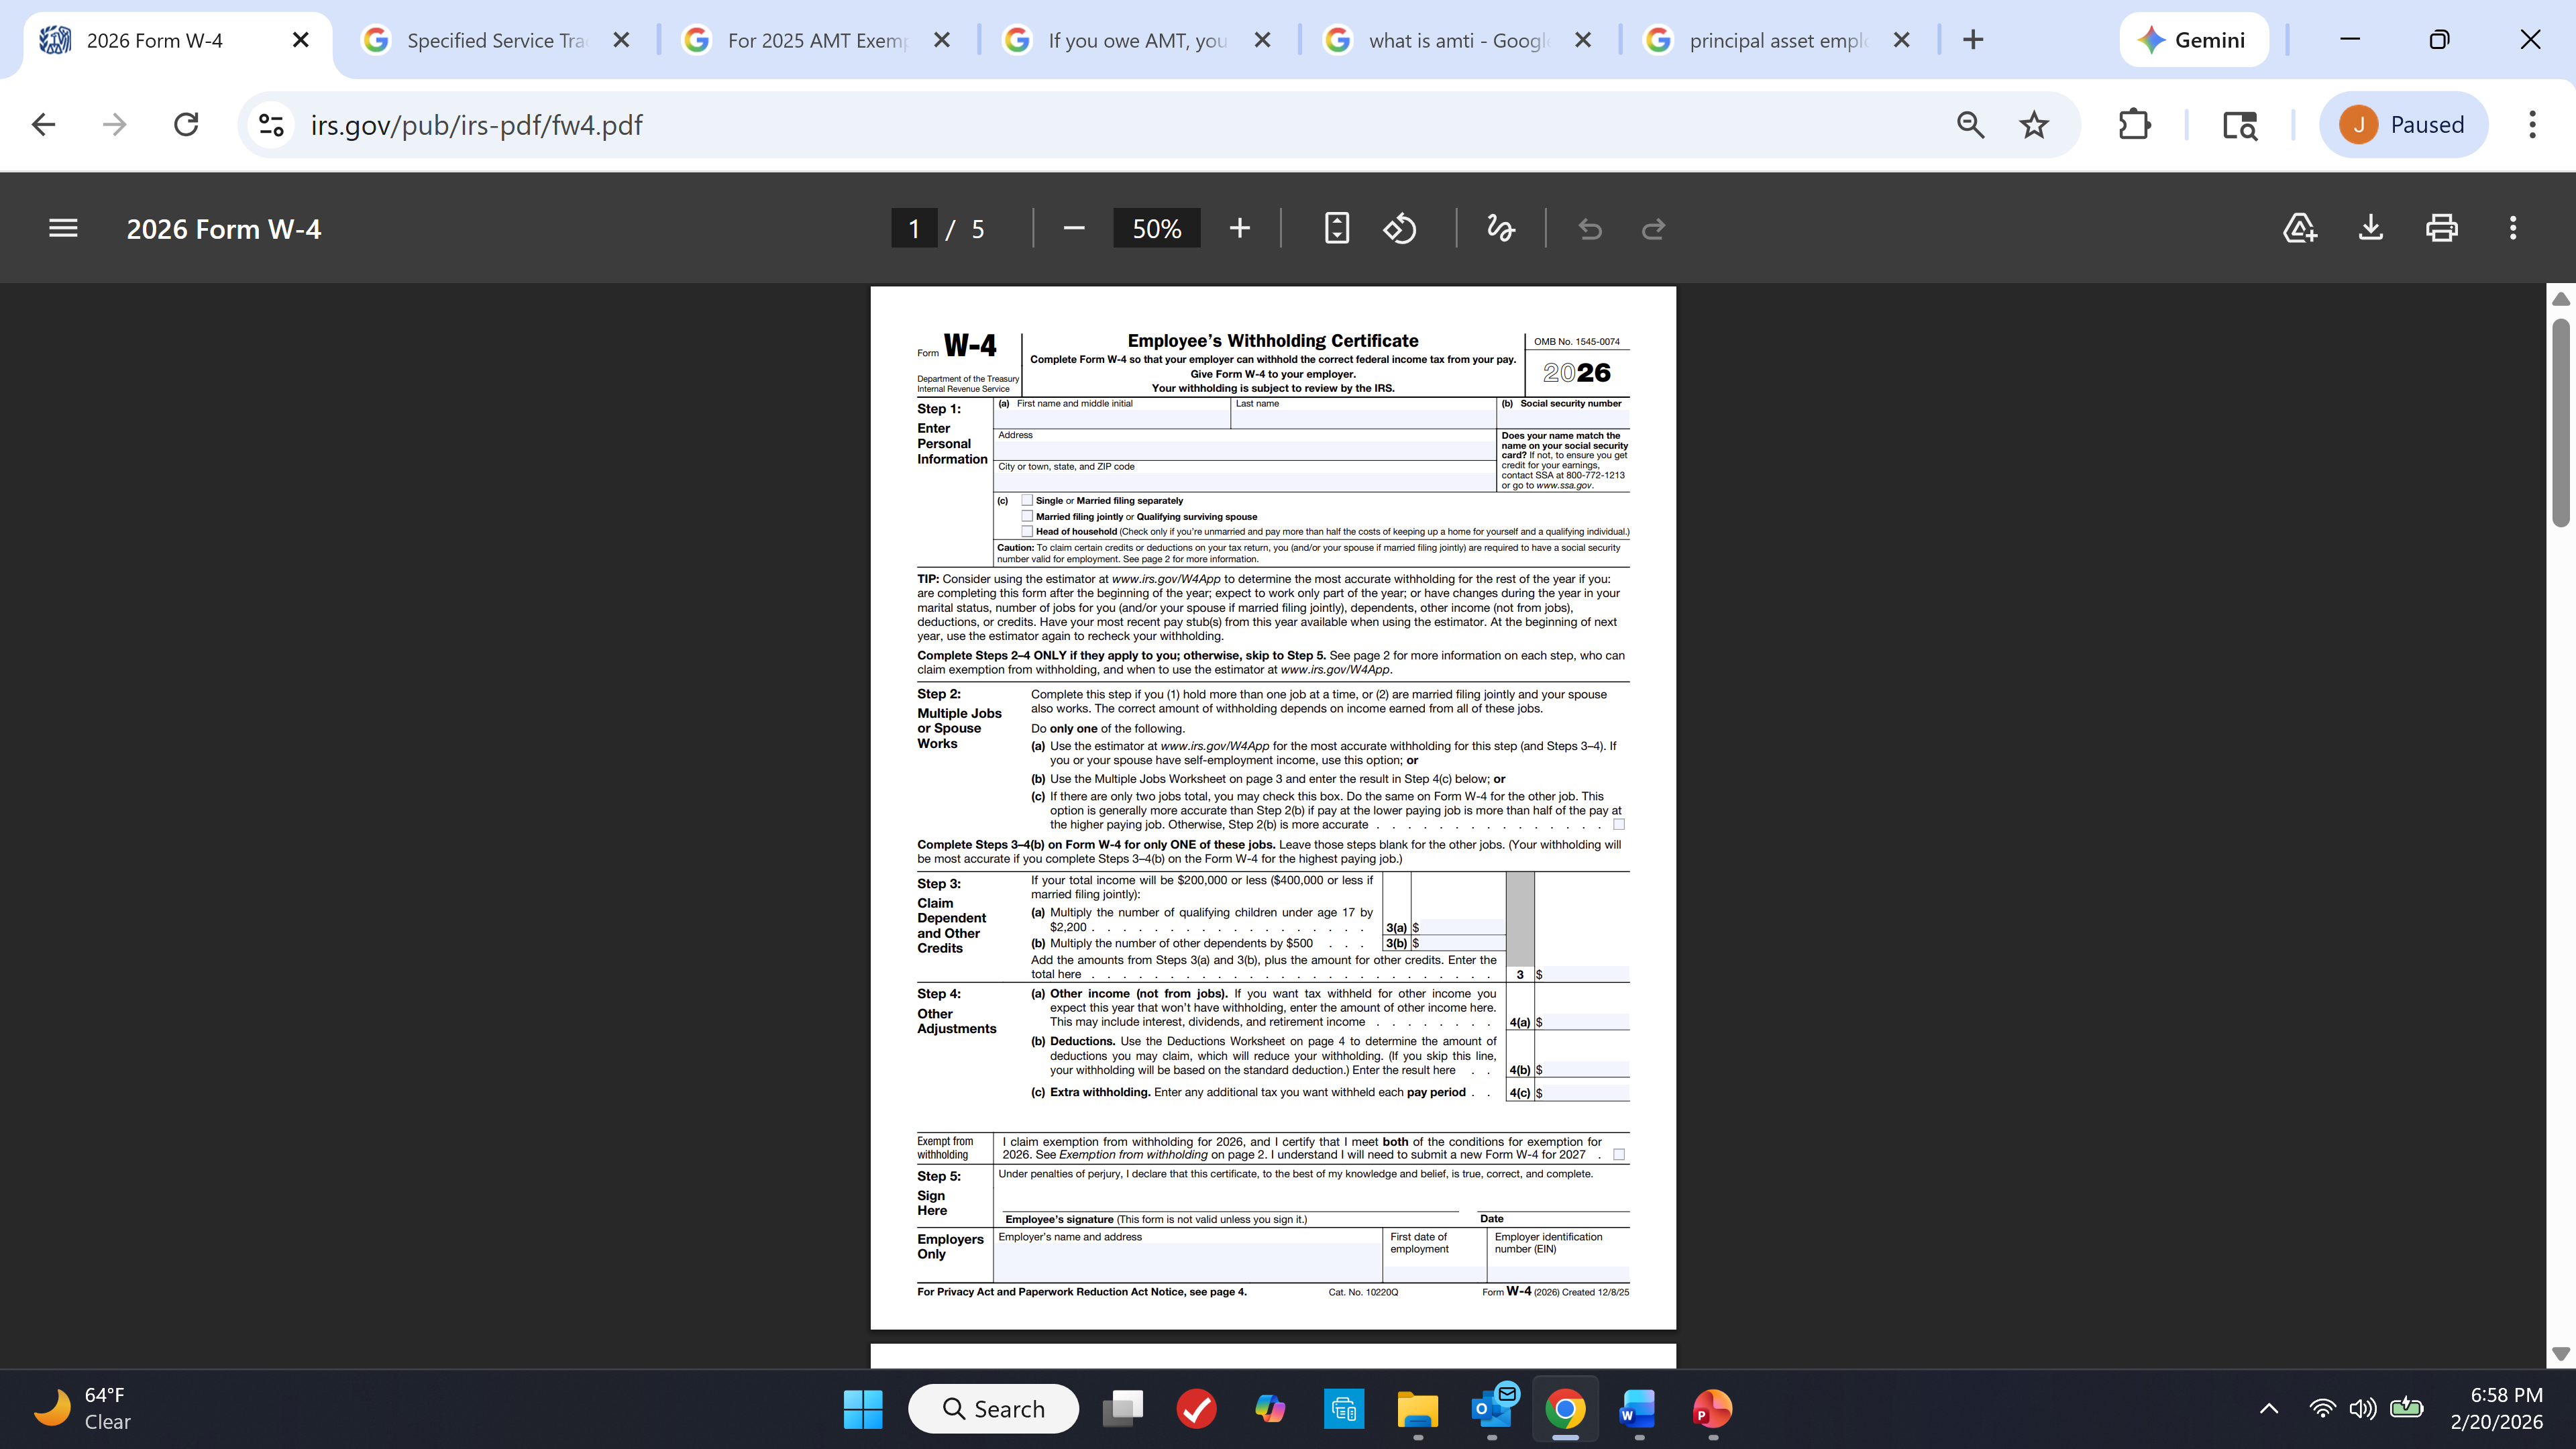 2026 Form W-4
Specified Service Tra
For 2025 AMT Exemp
If you owe AMT, you
what is amti - Googl
principal asset empl
Gemini
irs.gov/pub/irs-pdf/fw4.pdf
J
Paused
2026 Form W-4
1 / 5
50%
Form W-4
Department of the Treasury
Internal Revenue Service
Employee's Withholding Certificate
Complete Form W-4 so that your employer can withhold the correct federal income tax from your pay.
Give Form W-4 to your employer.
Your withholding is subject to review by the IRS.
OMB No. 1545-0074
2026
Step 1:
Enter
Personal
Information
(a) First name and middle initial
Last name
(b) Social security number
Address
City or town, state, and ZIP code
Does your name match the
name on your social security
card? If not, to ensure you get
credit for your earnings,
contact SSA at 800-772-1213
or go to www.ssa.gov.
(c) Single or Married filing separately
Married filing jointly or Qualifying surviving spouse
Head of household (Check only if you're unmarried and pay more than half the costs of keeping up a home for yourself and a qualifying individual.)
Caution: To claim certain credits or deductions on your tax return, you (and/or your spouse if married filing jointly) are required to have a social security
number valid for employment. See page 2 for more information.
TIP: Consider using the estimator at www.irs.gov/W4App to determine the most accurate withholding for the rest of the year if you:
are completing this form after the beginning of the year; expect to work only part of the year; or have changes during the year in your
marital status, number of jobs for you (and/or your spouse if married filing jointly), dependents, other income (not from jobs),
deductions, or credits. Have your most recent pay stub(s) from this year available when using the estimator. At the beginning of next
year, use the estimator again to recheck your withholding.
Complete Steps 2–4 ONLY if they apply to you; otherwise, skip to Step 5. See page 2 for more information on each step, who can
claim exemption from withholding, and when to use the estimator at www.irs.gov/W4App.
Step 2:
Multiple Jobs
or Spouse
Works
Complete this step if you (1) hold more than one job at a time, or (2) are married filing jointly and your spouse
also works. The correct amount of withholding depends on income earned from all of these jobs.
Do only one of the following.
(a) Use the estimator at www.irs.gov/W4App for the most accurate withholding for this step (and Steps 3–4). If
you or your spouse have self-employment income, use this option; or
(b) Use the Multiple Jobs Worksheet on page 3 and enter the result in Step 4(c) below; or
(c) If there are only two jobs total, you may check this box. Do the same on Form W-4 for the other job. This
option is generally more accurate than Step 2(b) if pay at the lower paying job is more than half of the pay at
the higher paying job. Otherwise, Step 2(b) is more accurate . . . . . . . . . . . . . . .
Complete Steps 3–4(b) on Form W-4 for only ONE of these jobs. Leave those steps blank for the other jobs. (Your withholding will
be most accurate if you complete Steps 3–4(b) on the Form W-4 for the highest paying job.)
Step 3:
Claim
Dependent
and Other
Credits
If your total income will be $200,000 or less ($400,000 or less if
married filing jointly):
(a) Multiply the number of qualifying children under age 17 by
$2,200 . . . . . . . . . . . . . . . . . . 3(a) $
(b) Multiply the number of other dependents by $500 . . . 3(b) $
Add the amounts from Steps 3(a) and 3(b), plus the amount for other credits. Enter the
total here . . . . . . . . . . . . . . . . . . . . . . . . . . 3 $
Step 4:
Other
Adjustments
(a) Other income (not from jobs). If you want tax withheld for other income you
expect this year that won't have withholding, enter the amount of other income here.
This may include interest, dividends, and retirement income . . . . . . . . 4(a) $
(b) Deductions. Use the Deductions Worksheet on page 4 to determine the amount of
deductions you may claim, which will reduce your withholding. (If you skip this line,
your withholding will be based on the standard deduction.) Enter the result here . . 4(b) $
(c) Extra withholding. Enter any additional tax you want withheld each pay period . . 4(c) $
Exempt from
withholding
I claim exemption from withholding for 2026, and I certify that I meet both of the conditions for exemption for
2026. See Exemption from withholding on page 2. I understand I will need to submit a new Form W-4 for 2027 .
Step 5:
Sign
Here
Under penalties of perjury, I declare that this certificate, to the best of my knowledge and belief, is true, correct, and complete.
Employee's signature (This form is not valid unless you sign it.)
Date
Employers
Only
Employer's name and address
First date of
employment
Employer identification
number (EIN)
For Privacy Act and Paperwork Reduction Act Notice, see page 4.
Cat. No. 10220Q
Form W-4 (2026) Created 12/8/25
64°F
Clear
Search
6:58 PM
2/20/2026